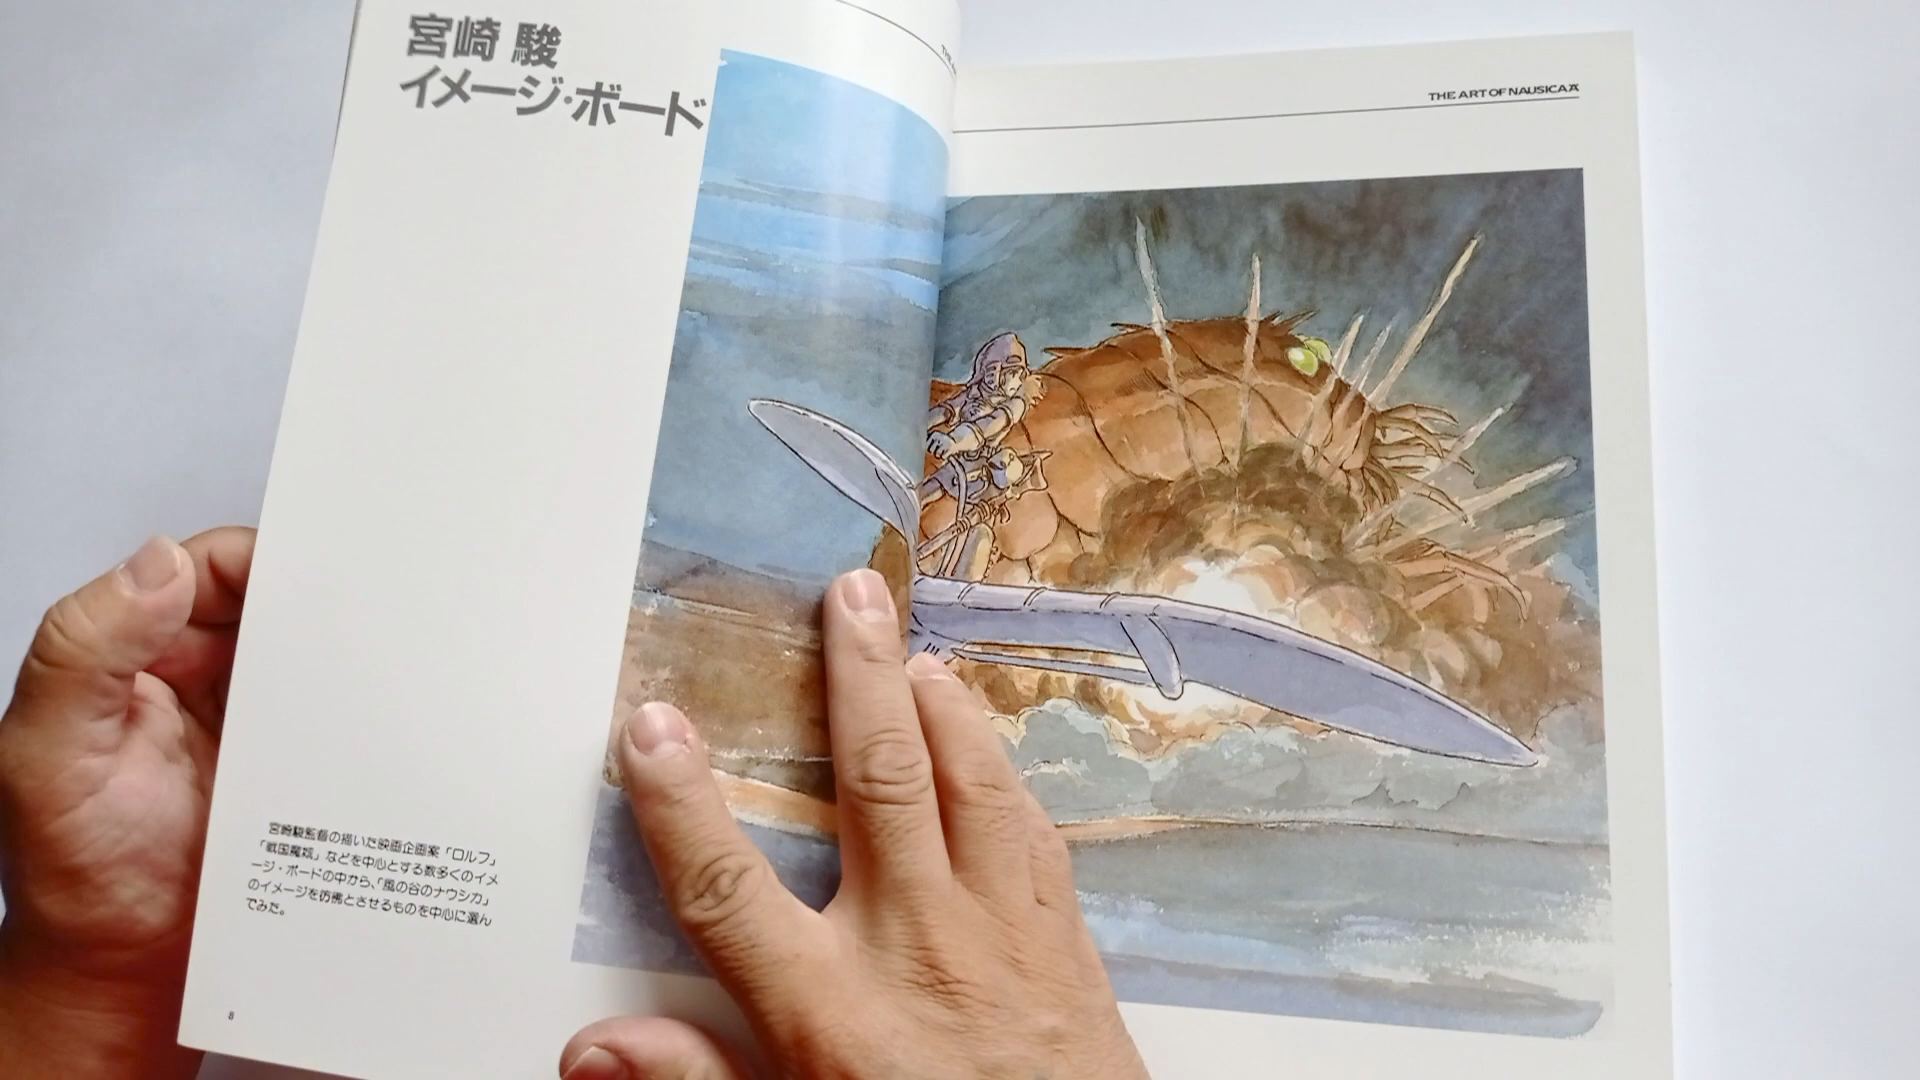 宮崎 駿
イメージ・ボード
THE A
THE ART OF NAUSICAÄ
宮崎駿監督の描いた映画企画案「ロルフ」
「戦国魔城」などを中心とする数多くのイメ
ージ・ボードの中から、「風の谷のナウシカ」
のイメージを彷彿とさせるものを中心に選ん
でみた。
8